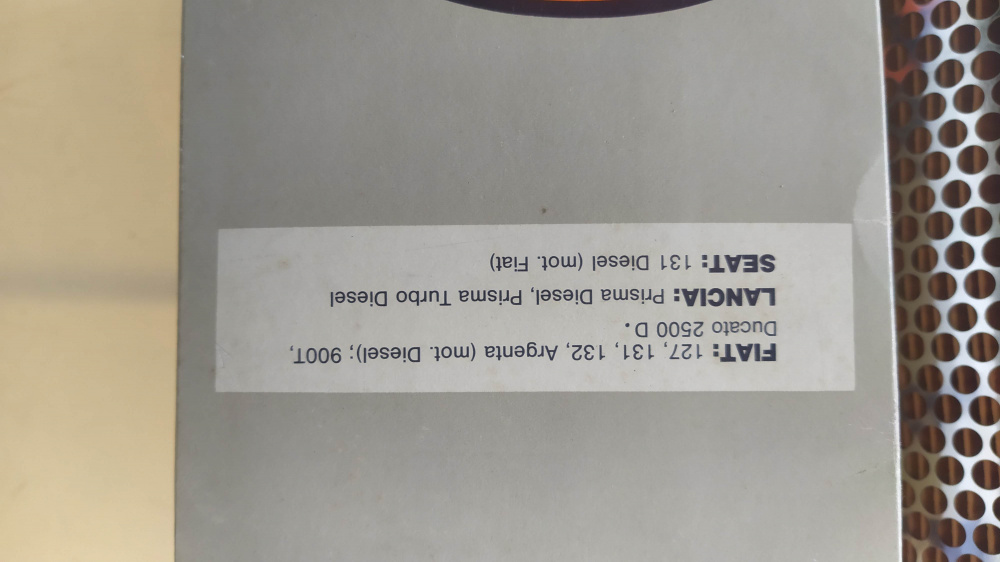 FIAT: 127, 131, 132, Argenta (mot. Diesel); 900T,
Ducato 2500 D.
LANCIA: Prisma Diesel, Prisma Turbo Diesel
SEAT: 131 Diesel (mot. Fiat)